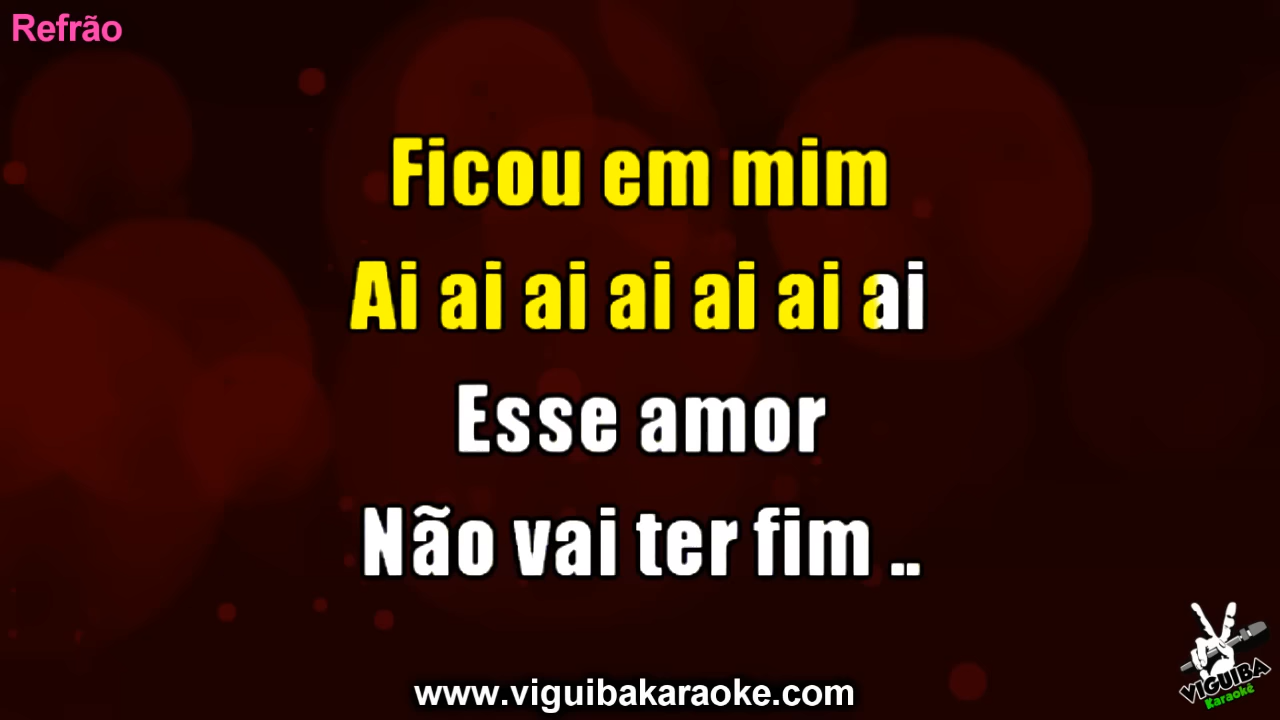 Refrão
Ficou em mim
Ai ai ai ai ai ai ai
Esse amor
Não vai ter fim ..
www.viguibakaraoke.com
VIGUIBA
Karaokê